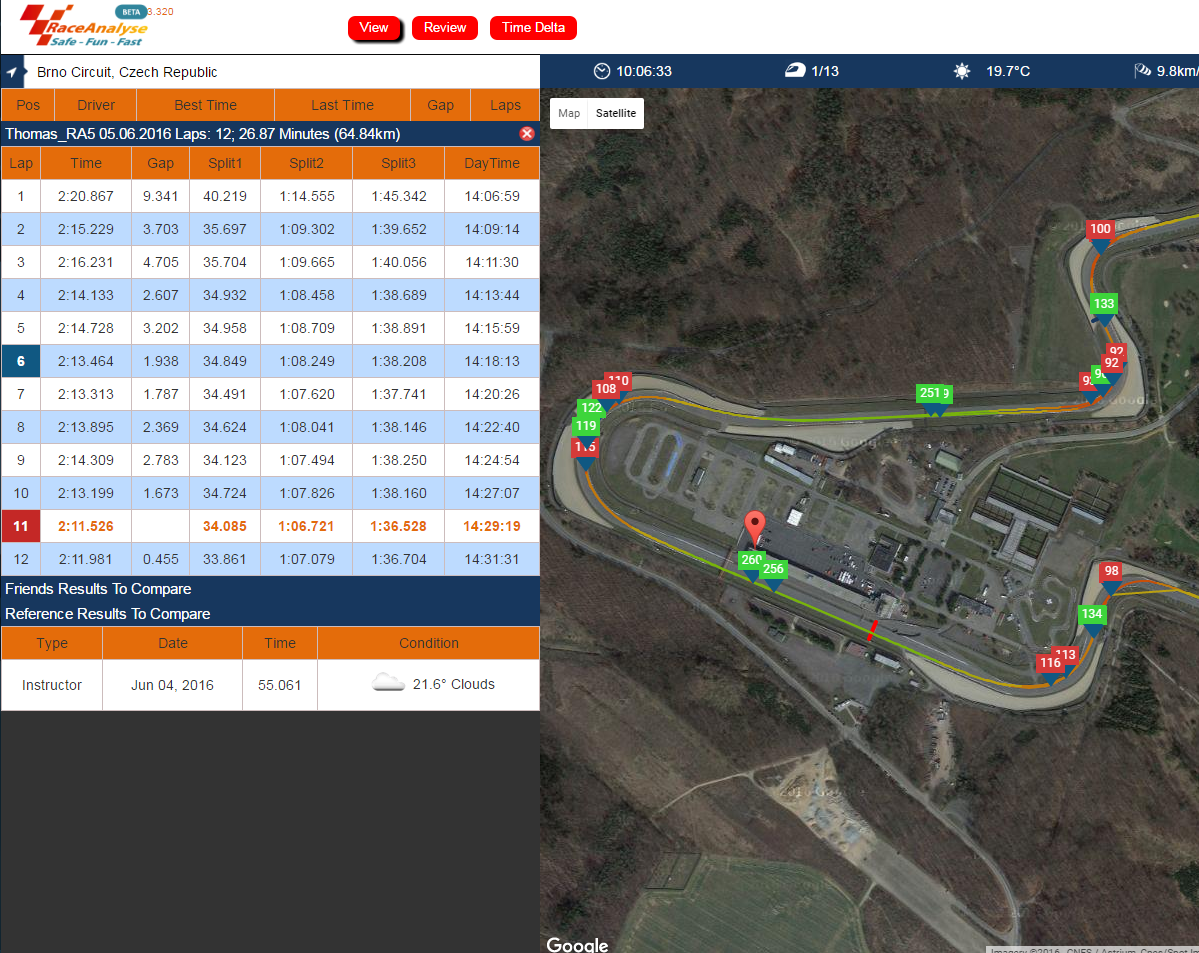 BETA 3.320
RaceAnalyse
Safe - Fun - Fast
View Review Time Delta
Brno Circuit, Czech Republic
10:06:33 1/13 19.7°C 9.8km/
Pos Driver Best Time Last Time Gap Laps
Thomas_RA5 05.06.2016 Laps: 12; 26.87 Minutes (64.84km)
Lap Time Gap Split1 Split2 Split3 DayTime
1 2:20.867 9.341 40.219 1:14.555 1:45.342 14:06:59
2 2:15.229 3.703 35.697 1:09.302 1:39.652 14:09:14
3 2:16.231 4.705 35.704 1:09.665 1:40.056 14:11:30
4 2:14.133 2.607 34.932 1:08.458 1:38.689 14:13:44
5 2:14.728 3.202 34.958 1:08.709 1:38.891 14:15:59
6 2:13.464 1.938 34.849 1:08.249 1:38.208 14:18:13
7 2:13.313 1.787 34.491 1:07.620 1:37.741 14:20:26
8 2:13.895 2.369 34.624 1:08.041 1:38.146 14:22:40
9 2:14.309 2.783 34.123 1:07.494 1:38.250 14:24:54
10 2:13.199 1.673 34.724 1:07.826 1:38.160 14:27:07
11 2:11.526 34.085 1:06.721 1:36.528 14:29:19
12 2:11.981 0.455 33.861 1:07.079 1:36.704 14:31:31
Friends Results To Compare
Reference Results To Compare
Type Date Time Condition
Instructor Jun 04, 2016 55.061 21.6° Clouds
Map Satellite
100
133
92
92
110
108
251
122
119
115
260
256
98
134
113
116
Google
Imagery ©2016 , CNES / Astrium, Cnes/Spot Im